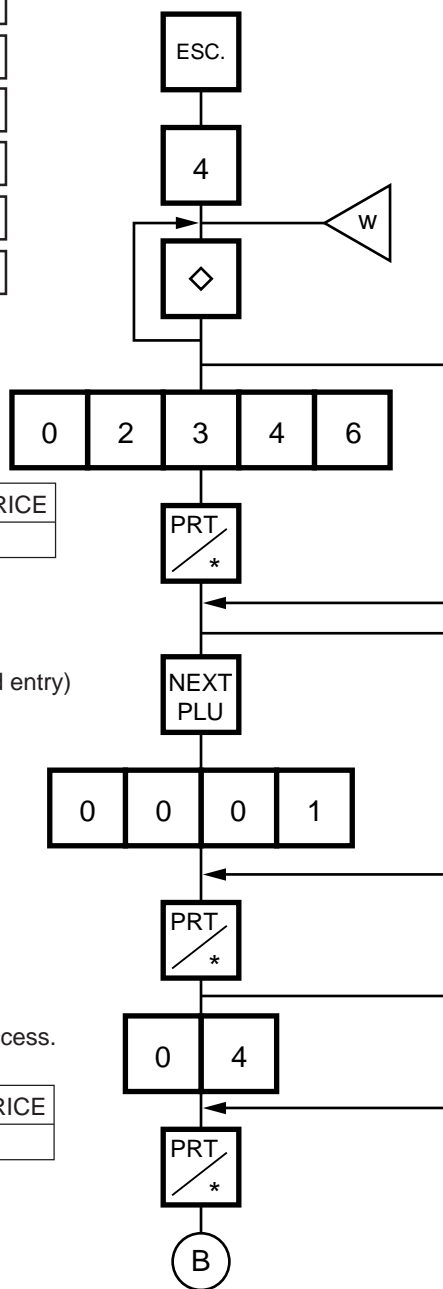 ESC.
4
w
◇
0 2 3 4 6
RICE
PRT
*
l entry)
NEXT
PLU
0 0 0 1
PRT
*
cess.
0 4
RICE
PRT
*
B